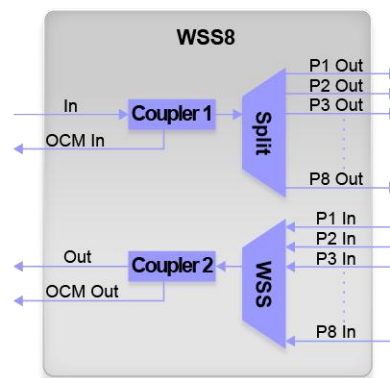 WSS8
P1 Out
P2 Out
P3 Out
In
Coupler 1
Split
OCM In
P8 Out
P1 In
P2 In
P3 In
Out
Coupler 2
WSS
OCM Out
P8 In